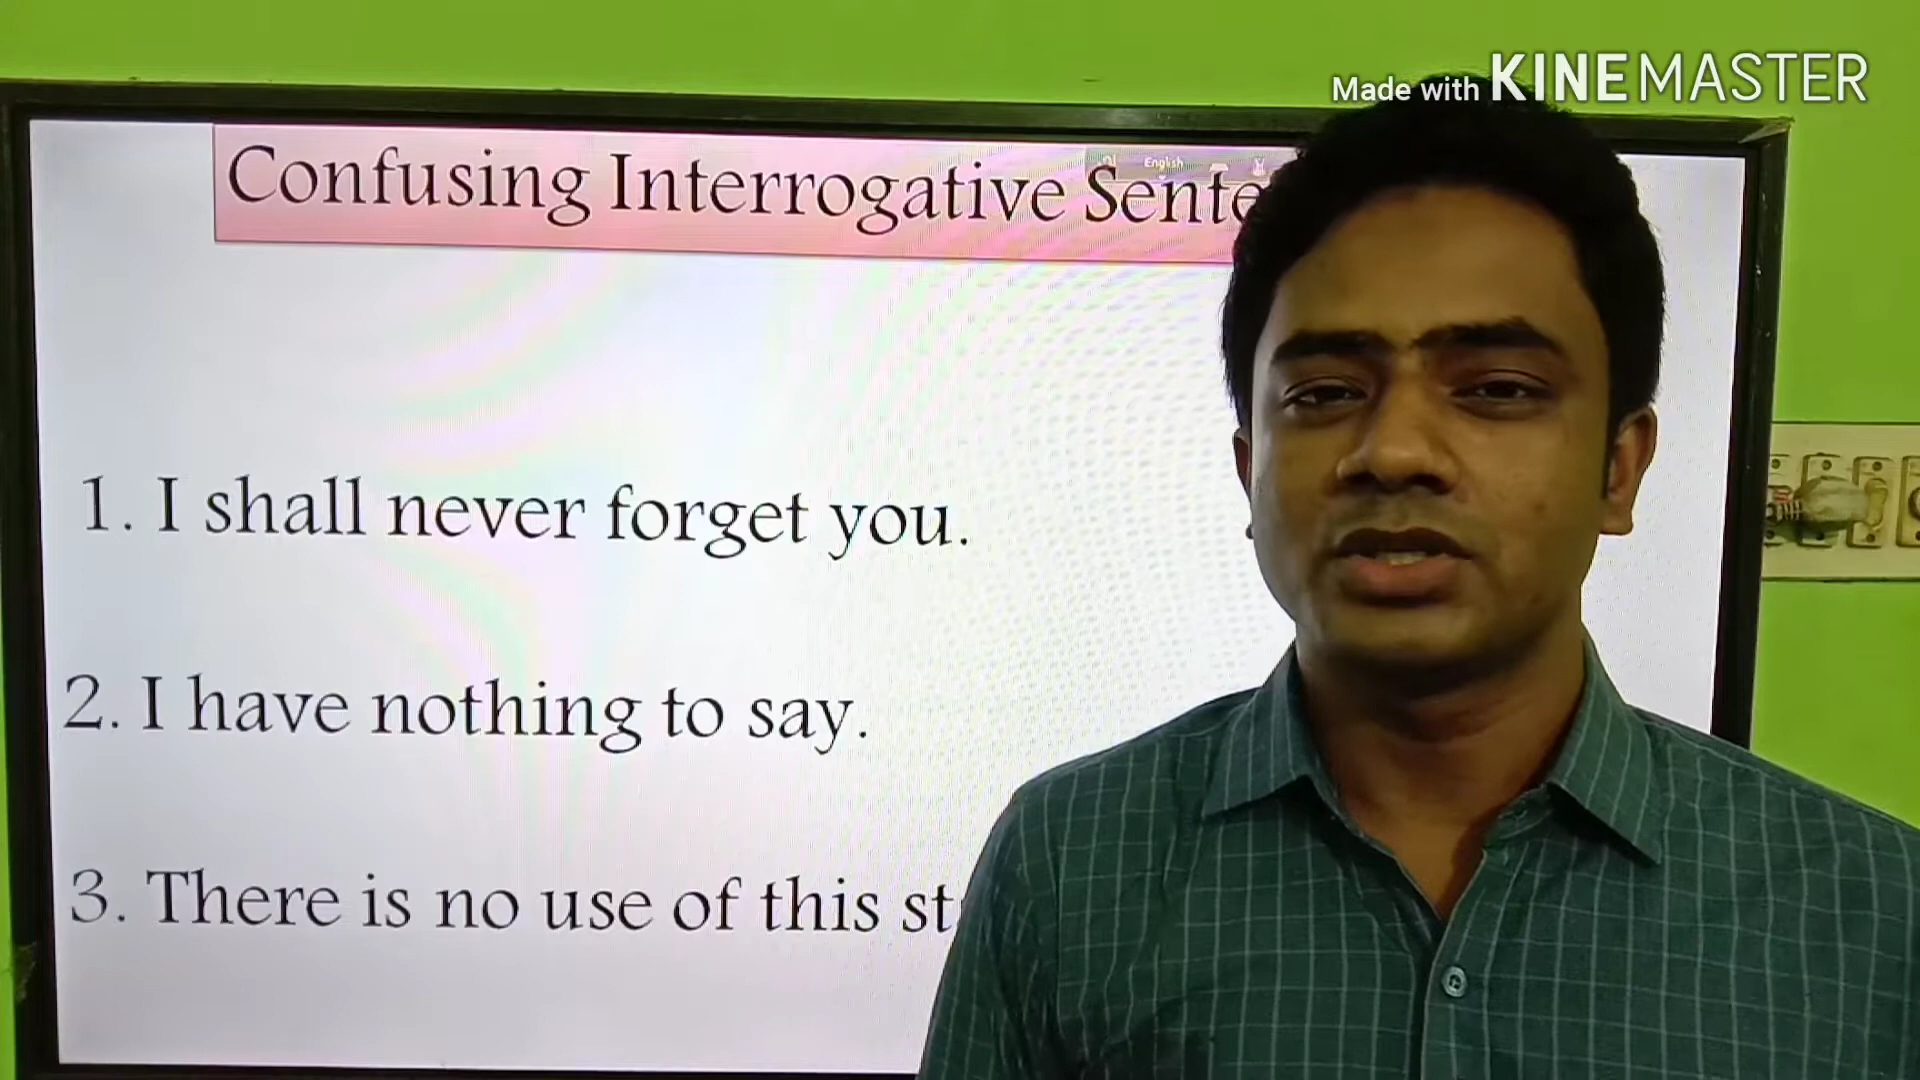 Made with KINEMASTER
English
Confusing Interrogative Sente
1. I shall never forget you.
2. I have nothing to say.
3. There is no use of this st